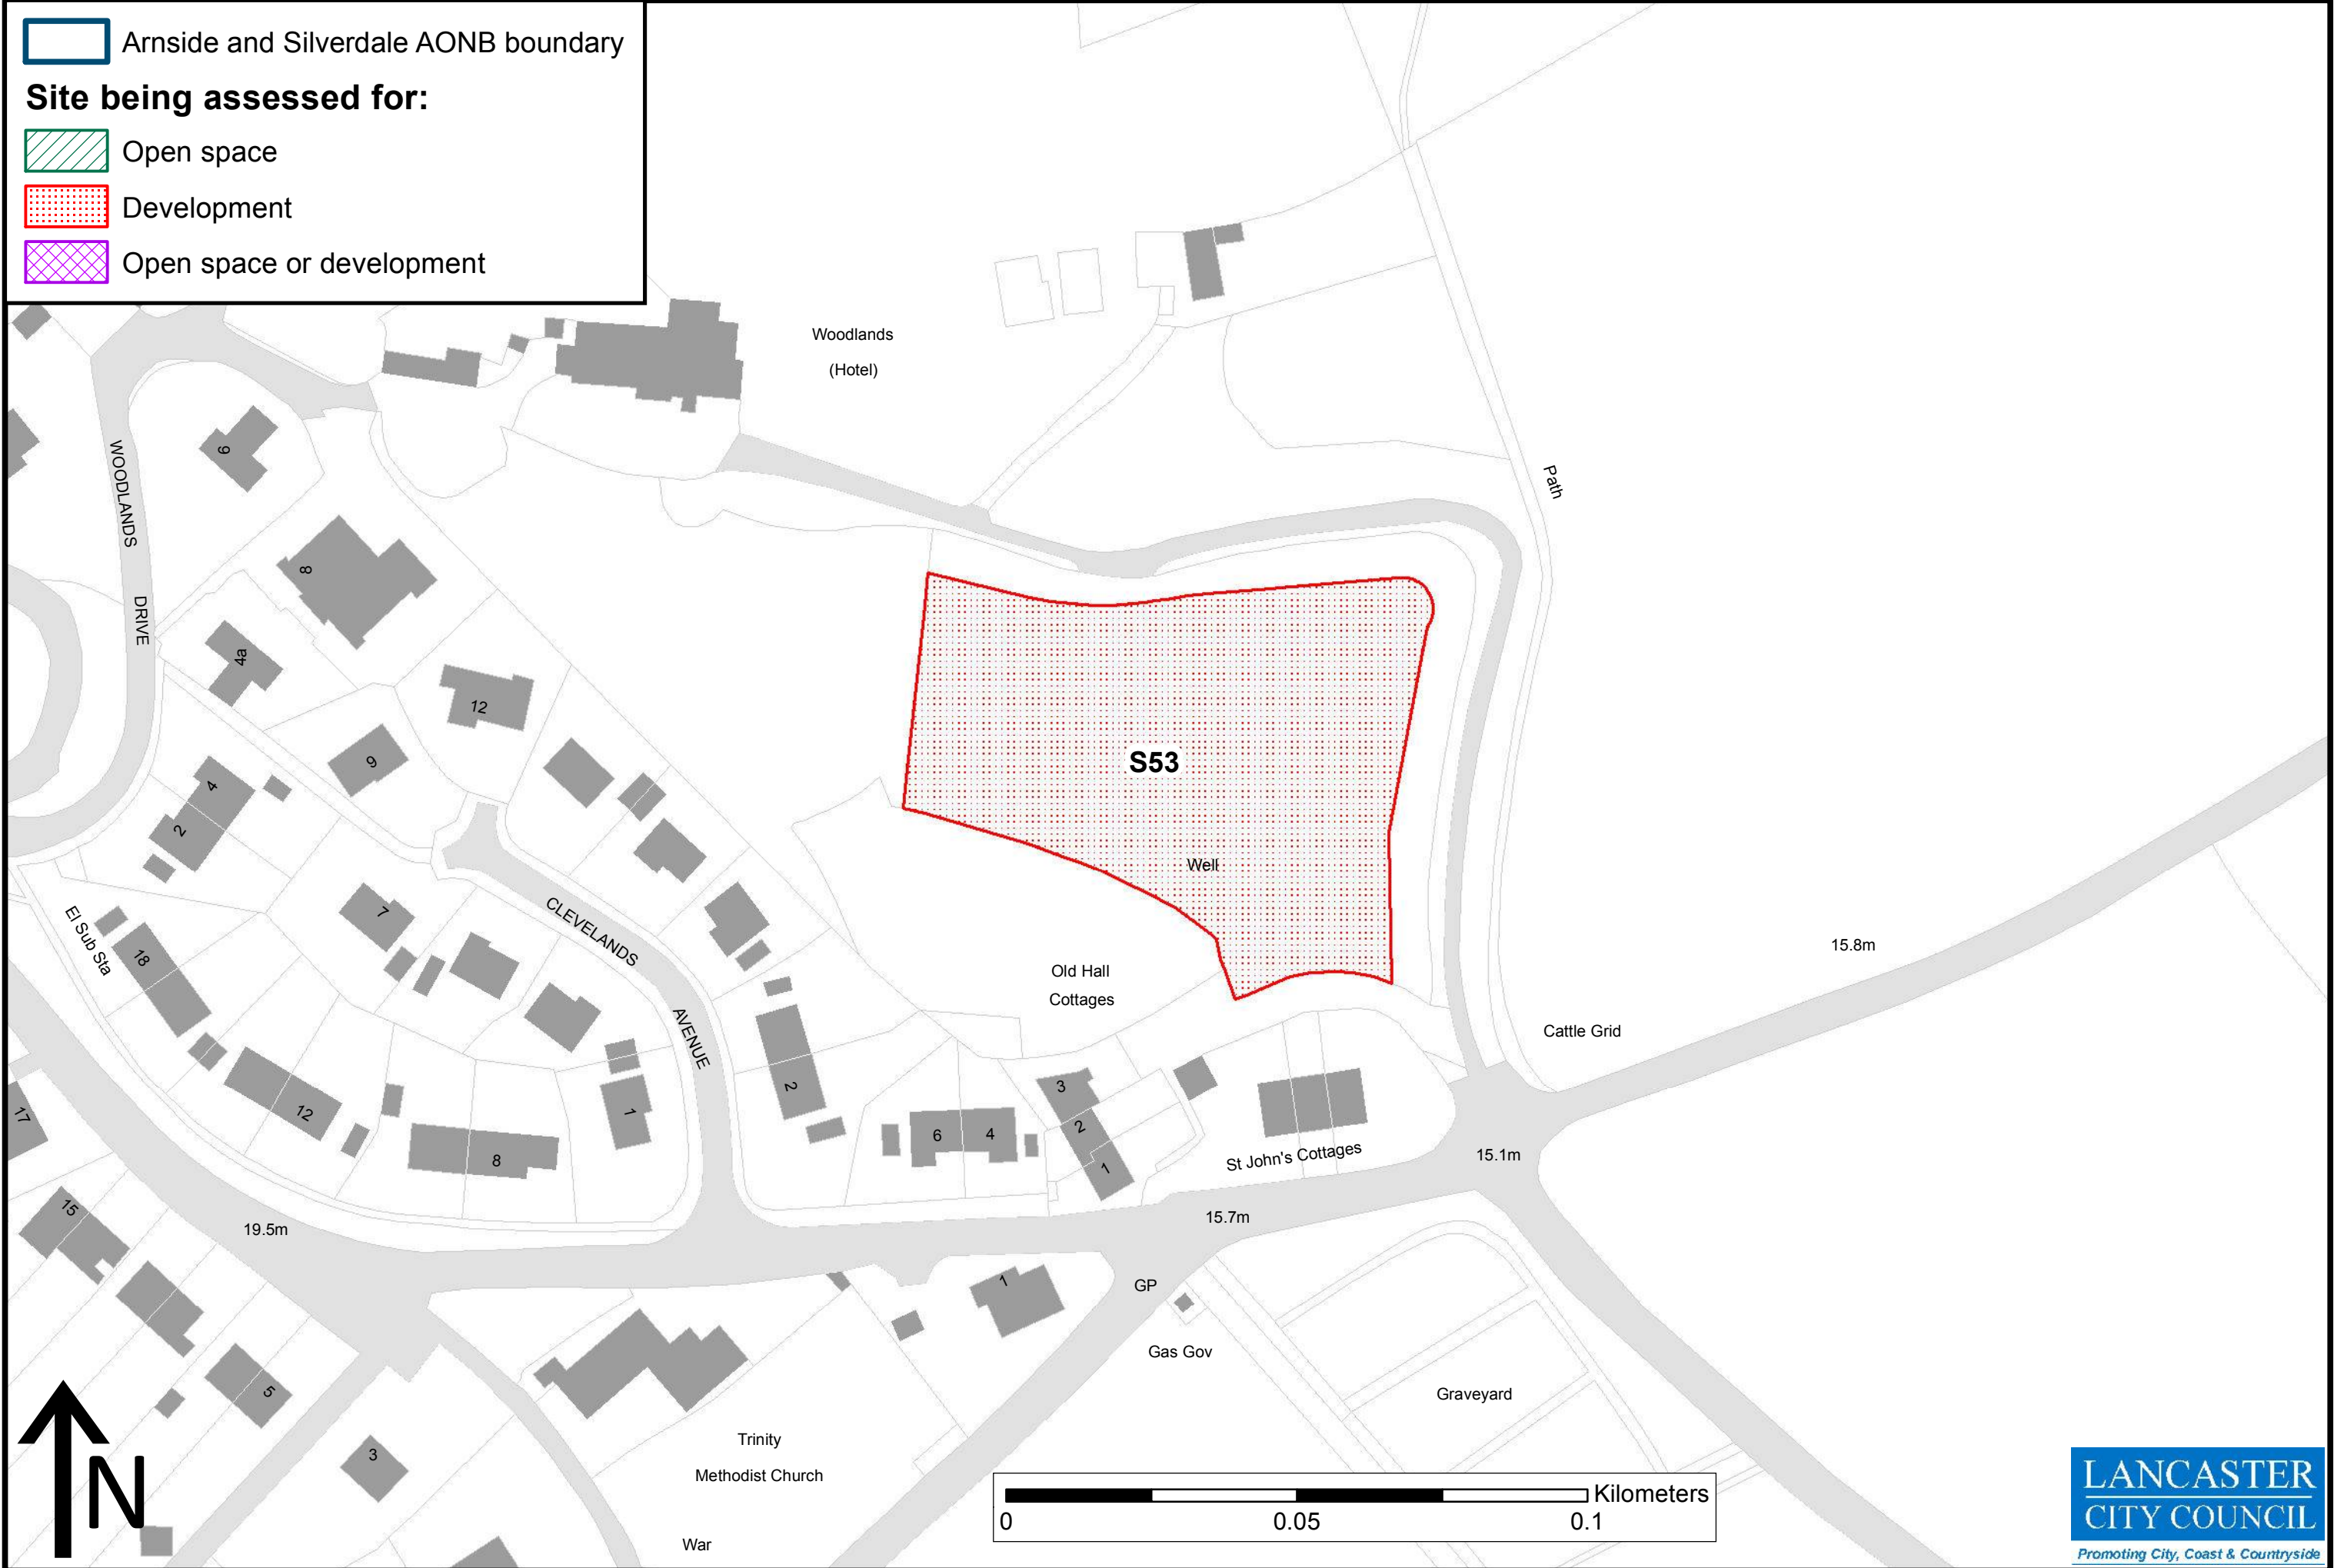 Arnside and Silverdale AONB boundary
Site being assessed for:
Open space
Development
Open space or development
Woodlands
(Hotel)
WOODLANDS
DRIVE
6
8
4a
12
9
4
2
Path
S53
Well
El Sub Sta
18
7
CLEVELANDS
AVENUE
Old Hall
Cottages
15.8m
Cattle Grid
17
12
8
1
2
6
4
3
2
1
St John's Cottages
15.1m
15
19.5m
15.7m
5
3
1
GP
Gas Gov
Graveyard
Trinity
Methodist Church
War
N
Kilometers
0
0.05
0.1
LANCASTER
CITY COUNCIL
Promoting City, Coast & Countryside